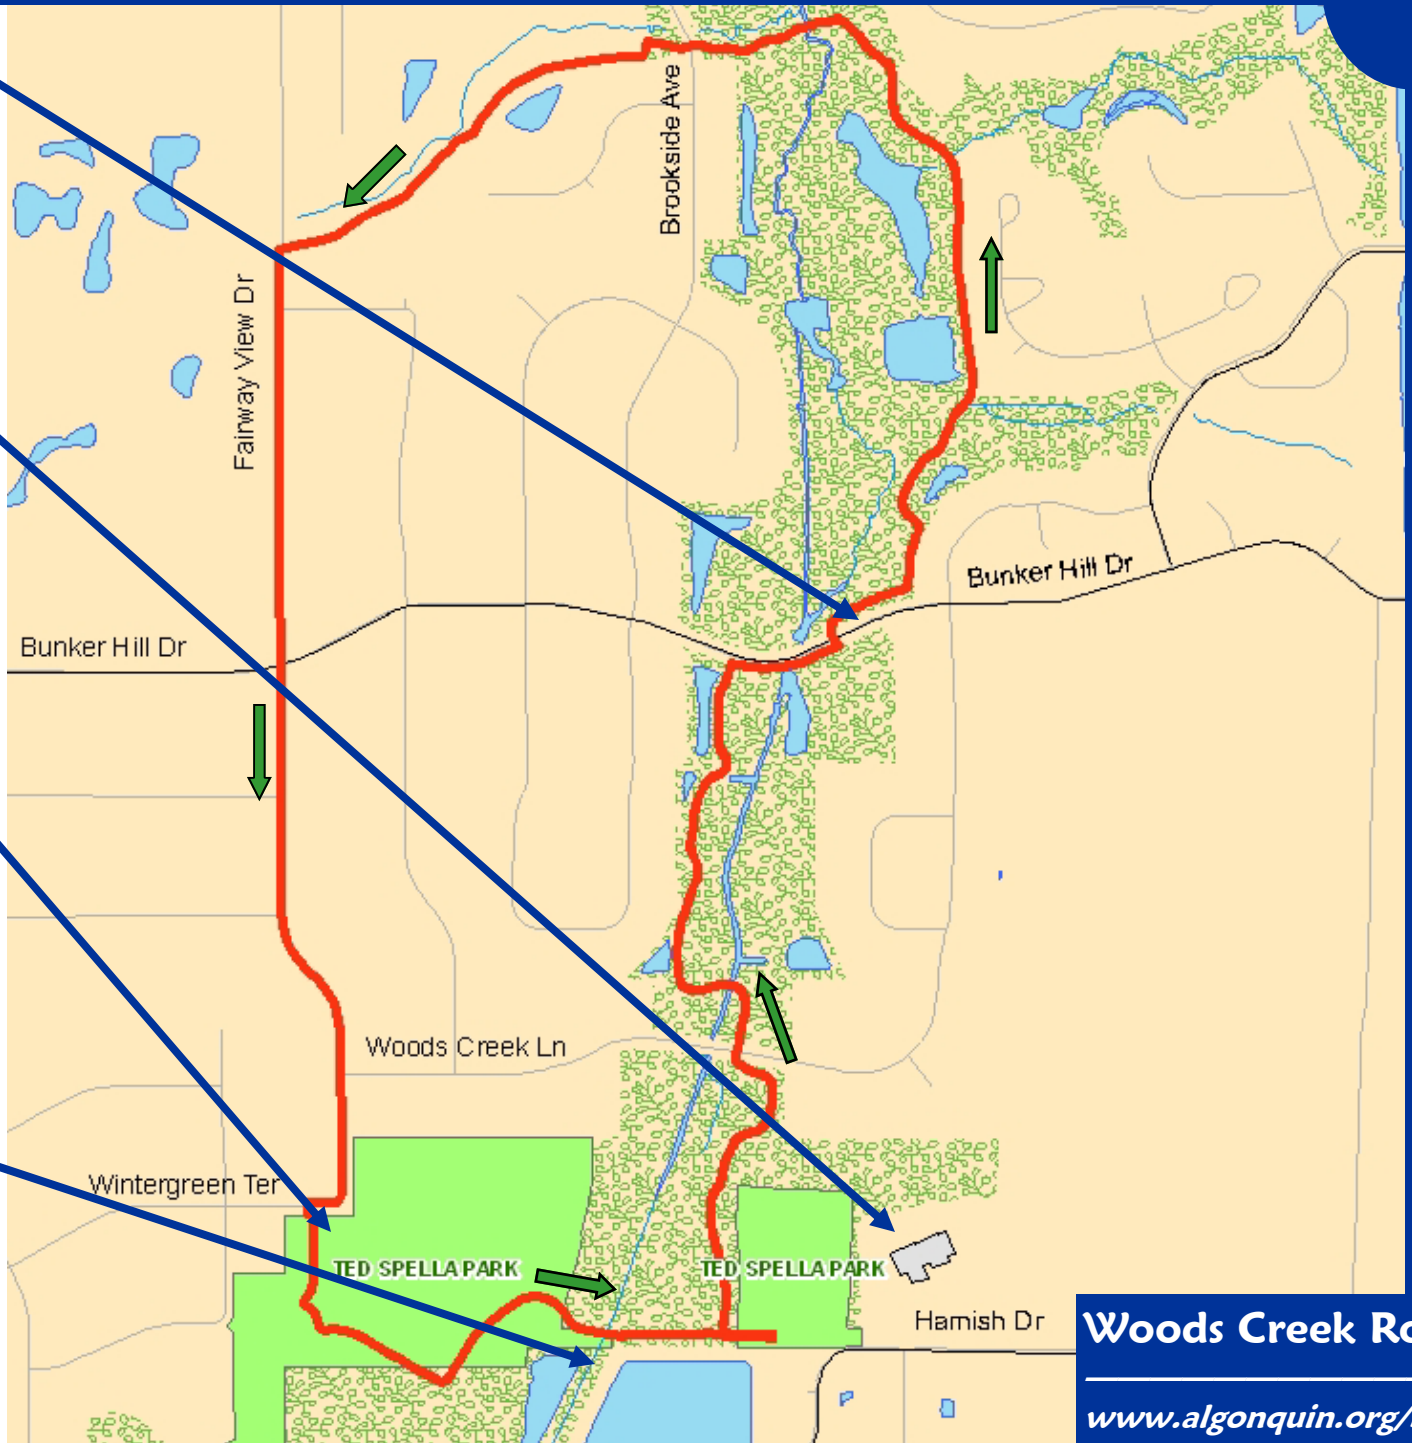 Brookside Ave
Fairway View Dr
Bunker Hill Dr
Bunker Hill Dr
Woods Creek Ln
Wintergreen Ter
TED SPELLA PARK
TED SPELLA PARK
Hamish Dr
Woods Creek
www.algonquin.org/